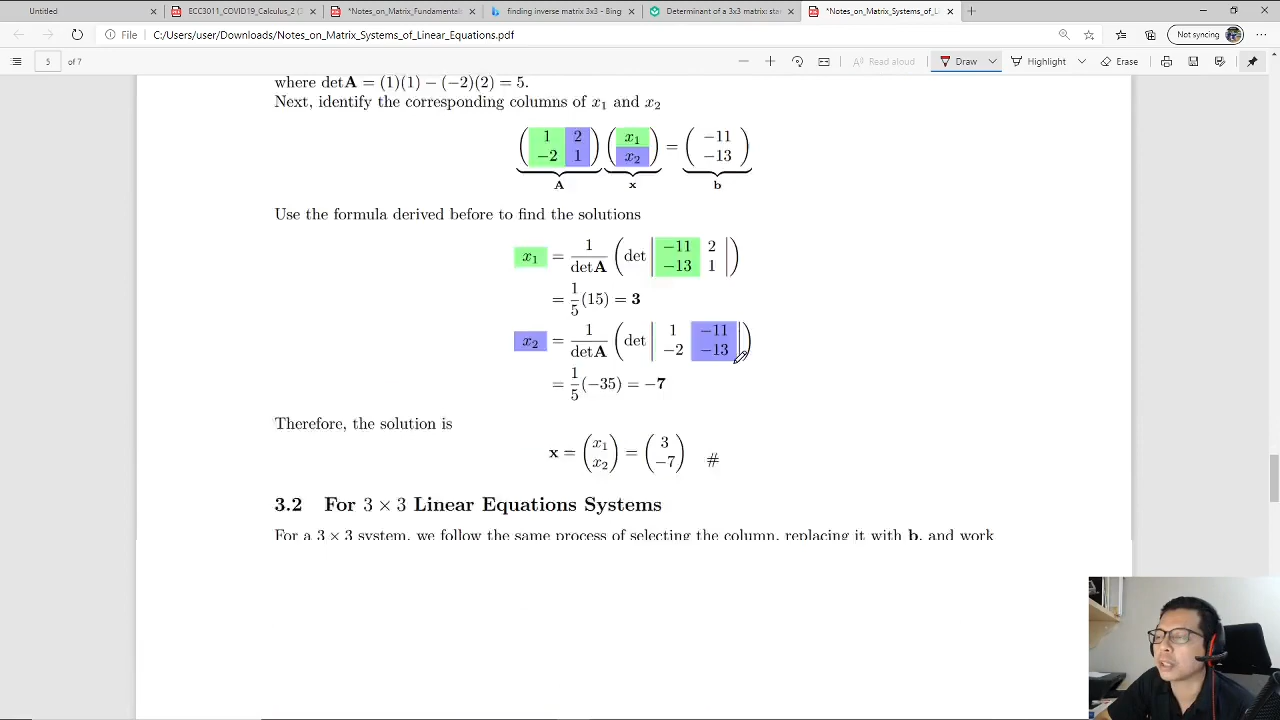 Untitled
ECC3011_COVID19_Calculus_2 (
*Notes_on_Matrix_Fundamental
finding inverse matrix 3x3 - Bing
Determinant of a 3x3 matrix: sta
*Notes_on_Matrix_Systems_of_L
File C:/Users/user/Downloads/Notes_on_Matrix_Systems_of_Linear_Equations.pdf Not syncing
5 of 7 Read aloud Draw Highlight Erase
where detA = (1)(1) − (−2)(2) = 5.
Next, identify the corresponding columns of x₁ and x₂
1 2 x₁ = −11
−2 1 x₂ −13
A x b
Use the formula derived before to find the solutions
x₁ = 1/detA (det | −11 2
−13 1 |)
= 1/5 (15) = 3
x₂ = 1/detA (det | 1 −11
−2 −13 |)
= 1/5 (−35) = −7
Therefore, the solution is
x = (x₁ x₂) = (3 −7) #
3.2 For 3 × 3 Linear Equations Systems
For a 3 × 3 system, we follow the same process of selecting the column, replacing it with b, and work